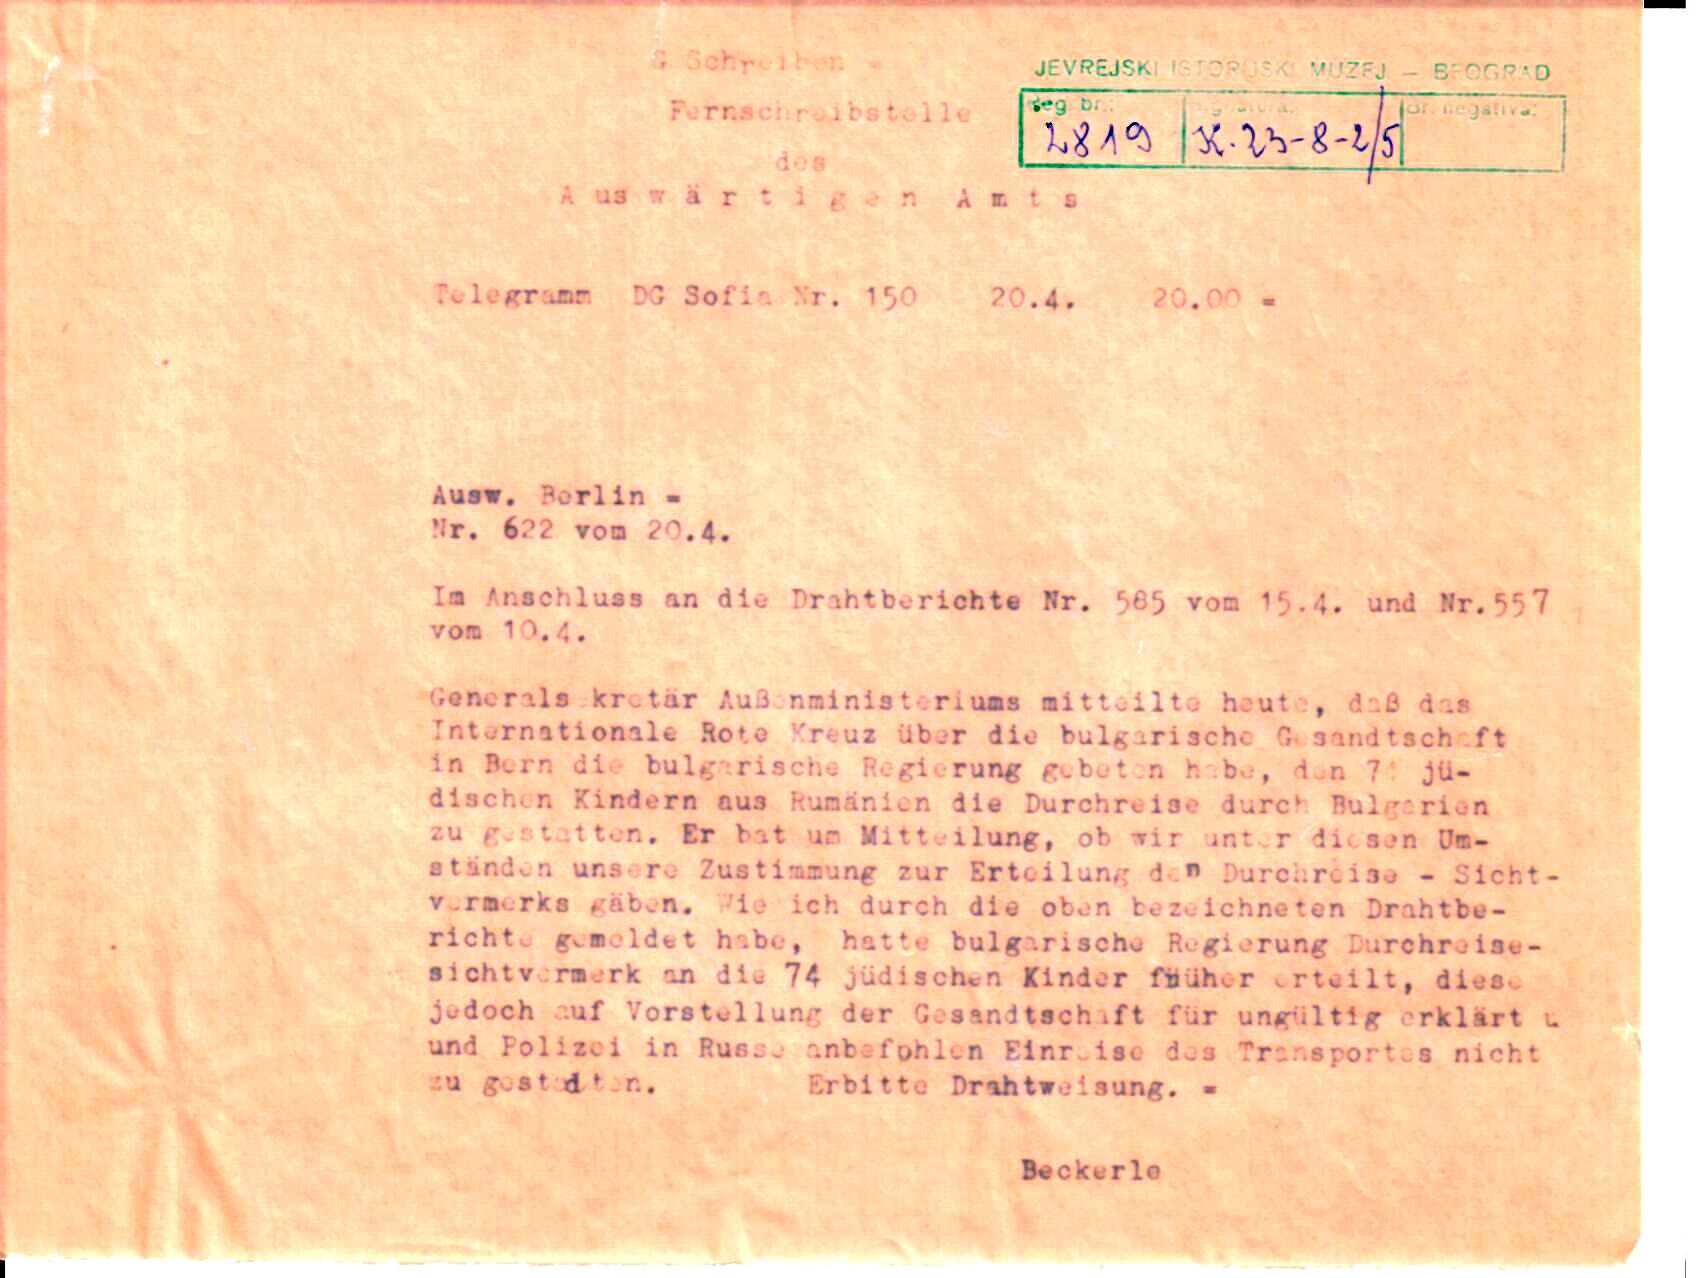 G Schreiben =
JEVREJSKI ISTORIJSKI MUZEJ — BEOGRAD
Fernschreibstelle
Reg. br.: Signatura: Br. negativa:
2819 K. 23-8-2/5
des
Auswärtigen Amts
Telegramm DG Sofia Nr. 150 20.4. 20.00 =
Ausw. Berlin =
Nr. 622 vom 20.4.
Im Anschluss an die Drahtberichte Nr. 585 vom 15.4. und Nr.557
vom 10.4.
Generalsekretär Außenministeriums mitteilte heute, daß das
Internationale Rote Kreuz über die bulgarische Gesandtschaft
in Bern die bulgarische Regierung gebeten habe, den 74 jü-
dischen Kindern aus Rumänien die Durchreise durch Bulgarien
zu gestatten. Er bat um Mitteilung, ob wir unter diesen Um-
ständen unsere Zustimmung zur Erteilung den Durchreise - Sicht-
vermerks gäben. Wie ich durch die oben bezeichneten Drahtbe-
richte gemeldet habe, hatte bulgarische Regierung Durchreise-
sichtvermerk an die 74 jüdischen Kinder früher erteilt, diese
jedoch auf Vorstellung der Gesandtschaft für ungültig erklärt u
und Polizei in Russe anbefohlen Einreise des Transportes nicht
zu gestadten. Erbitte Drahtweisung. =
Beckerle